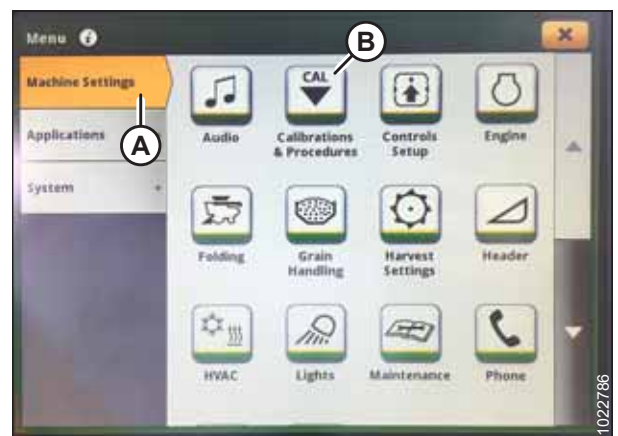 Menu i
B
Machine Settings
A
Applications
System
CAL
Audio
Calibrations
& Procedures
Controls
Setup
Engine
Folding
Grain
Handling
Harvest
Settings
Header
HVAC
Lights
Maintenance
Phone
1022786